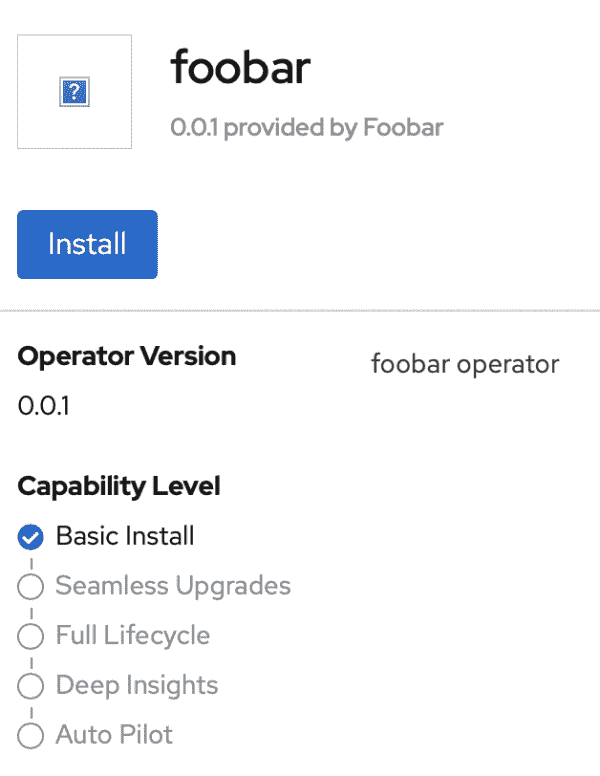 foobar
0.0.1 provided by Foobar
Install
Operator Version
0.0.1
foobar operator
Capability Level
Basic Install
Seamless Upgrades
Full Lifecycle
Deep Insights
Auto Pilot